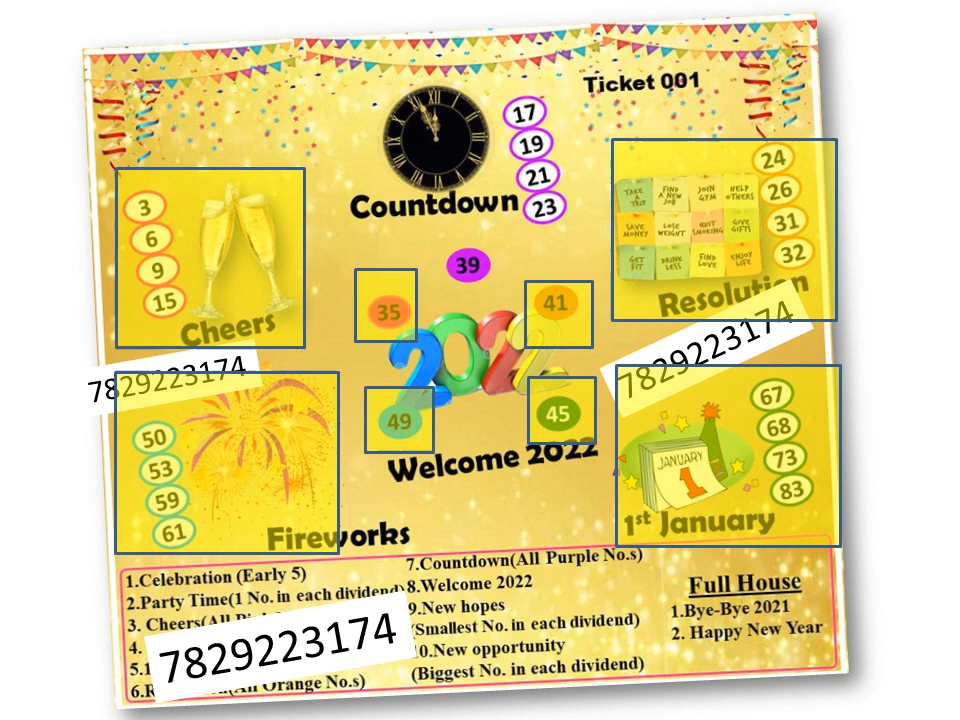 Ticket 001
17
19
21
23
Countdown
3
6
9
15
Cheers
24
26
31
32
TAKE A TRIP
FIND A NEW JOB
JOIN GYM
HELP OTHERS
SAVE MONEY
LOSE WEIGHT
QUIT SMOKING
GIVE GIFTS
GET FIT
DRINK LESS
FIND LOVE
ENJOY LIFE
Resolution
39
35
41
2022
49
45
Welcome 2022
7829223174
7829223174
50
53
59
61
Fireworks
67
68
73
83
JANUARY
1
1st January
1.Celebration (Early 5)
2.Party Time(1 No. in each dividend)
3. Cheers(All
4.
5.1
6.R (All Orange No.s)
7829223174
7.Countdown(All Purple No.s)
8.Welcome 2022
9.New hopes
(Smallest No. in each dividend)
10.New opportunity
(Biggest No. in each dividend)
Full House
1.Bye-Bye 2021
2. Happy New Year